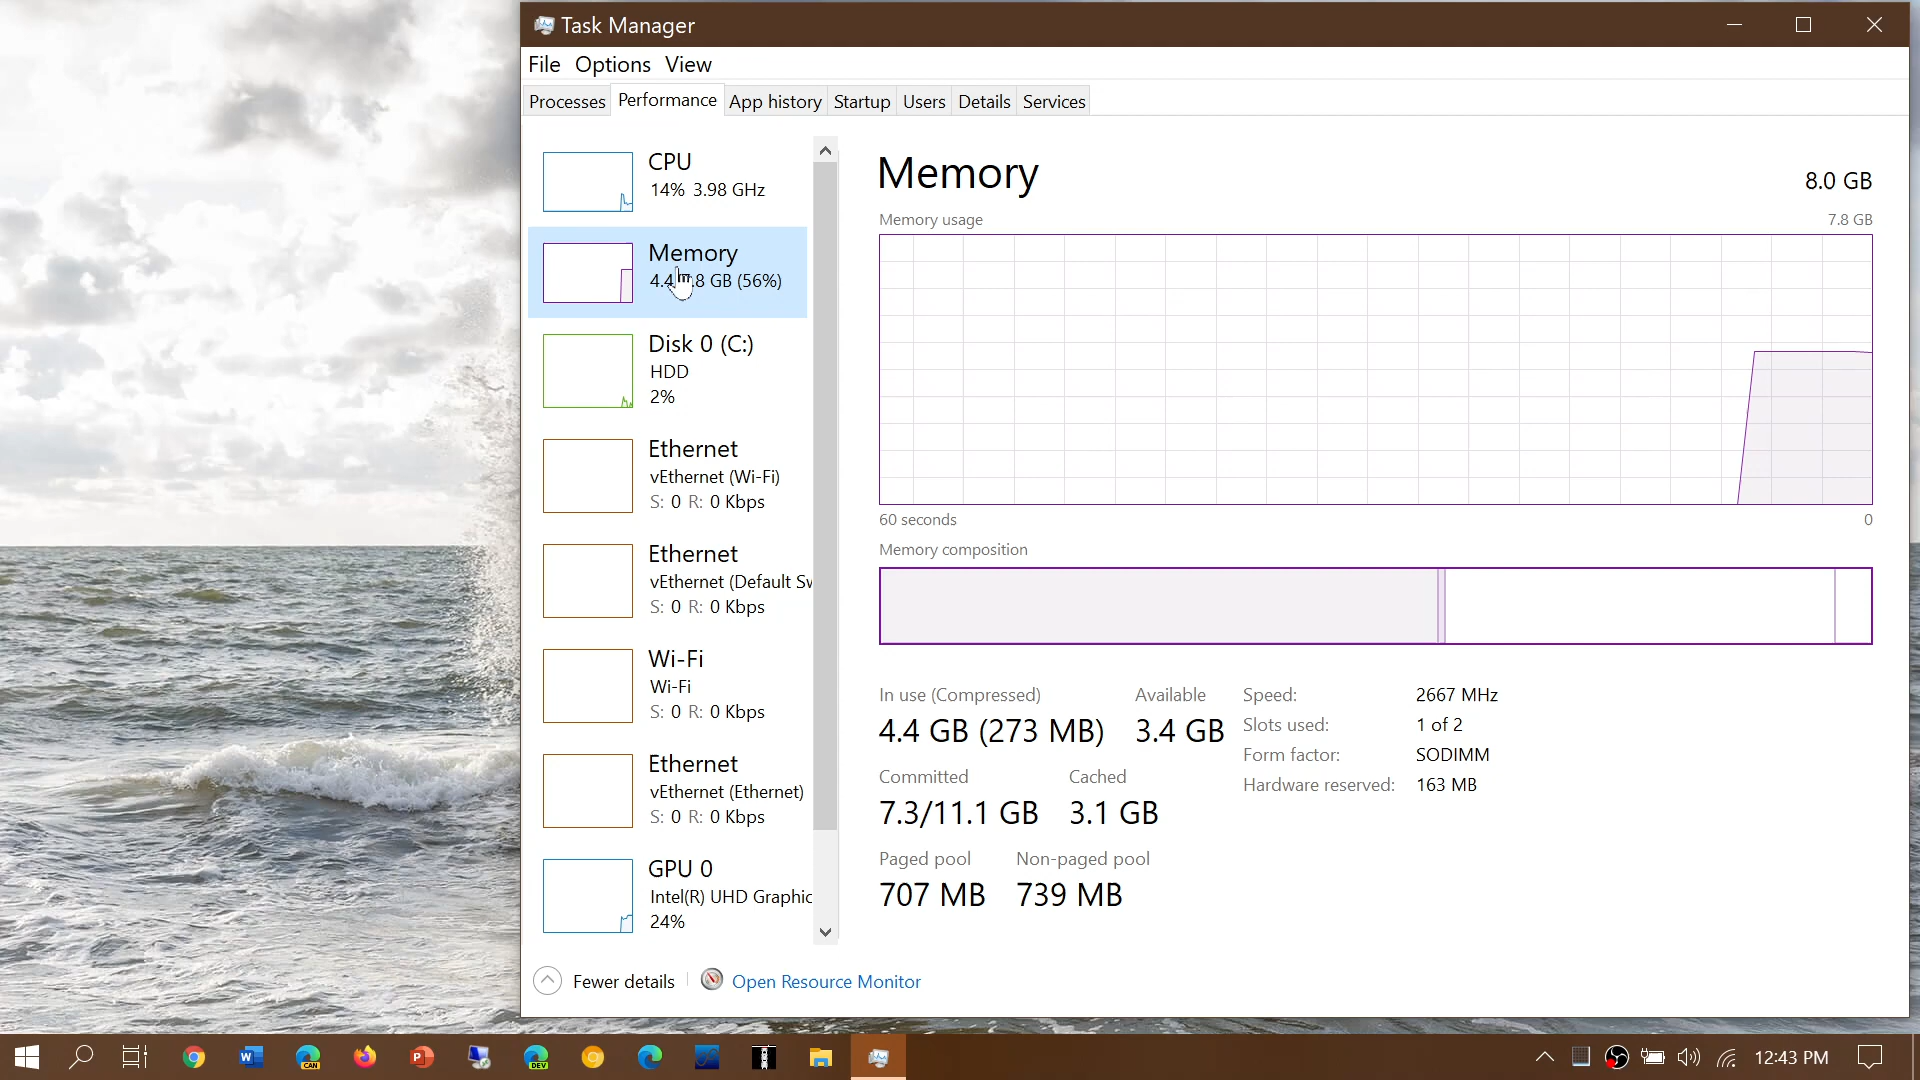 Task Manager
File Options View
Processes Performance App history Startup Users Details Services
CPU
14% 3.98 GHz
Memory
8 GB (56%)
Disk 0 (C:)
HDD
2%
Ethernet
vEthernet (Wi-Fi)
S: 0 R: 0 Kbps
Ethernet
vEthernet (Default Sw
S: 0 R: 0 Kbps
Wi-Fi
Wi-Fi
S: 0 R: 0 Kbps
Ethernet
vEthernet (Ethernet)
S: 0 R: 0 Kbps
GPU 0
Intel(R) UHD Graphic
24%
Memory 8.0 GB
Memory usage 7.8 GB
60 seconds 0
Memory composition
In use (Compressed) Available
4.4 GB (273 MB) 3.4 GB
Committed Cached
7.3/11.1 GB 3.1 GB
Paged pool Non-paged pool
707 MB 739 MB
Speed: 2667 MHz
Slots used: 1 of 2
Form factor: SODIMM
Hardware reserved: 163 MB
Fewer details Open Resource Monitor
CAN DEV
12:43 PM